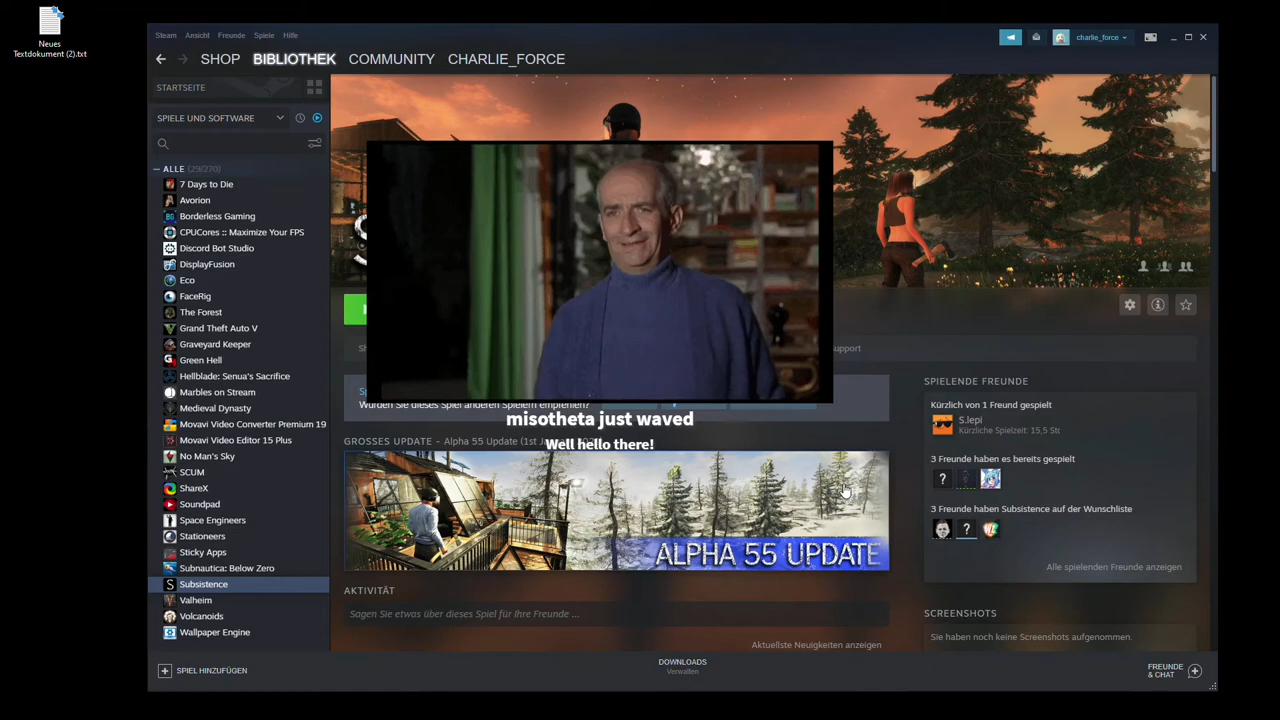 Neues
Textdokument (2).txt
Steam Ansicht Freunde Spiele Hilfe
charlie_force
SHOP BIBLIOTHEK COMMUNITY CHARLIE_FORCE
STARTSEITE
SPIELE UND SOFTWARE
ALLE (29/270)
7 Days to Die
Avorion
Borderless Gaming
CPUCores :: Maximize Your FPS
Discord Bot Studio
DisplayFusion
Eco
FaceRig
The Forest
Grand Theft Auto V
Graveyard Keeper
Green Hell
Hellblade: Senua's Sacrifice
Marbles on Stream
Medieval Dynasty
Movavi Video Converter Premium 19
Movavi Video Editor 15 Plus
No Man's Sky
SCUM
ShareX
Soundpad
Space Engineers
Stationeers
Sticky Apps
Subnautica: Below Zero
Subsistence
Valheim
Volcanoids
Wallpaper Engine
SPIEL HINZUFÜGEN
Würden Sie dieses Spiel anderen Spielern empfehlen?
misotheta just waved
Well hello there!
GROSSES UPDATE - Alpha 55 Update (1st
ALPHA 55 UPDATE
AKTIVITÄT
Sagen Sie etwas über dieses Spiel für Ihre Freunde ...
Aktuellste Neuigkeiten anzeigen
SPIELENDE FREUNDE
Kürzlich von 1 Freund gespielt
S.lepi
Kürzliche Spielzeit: 15,5 Std
3 Freunde haben es bereits gespielt
3 Freunde haben Subsistence auf der Wunschliste
Alle spielenden Freunde anzeigen
SCREENSHOTS
Sie haben noch keine Screenshots aufgenommen.
DOWNLOADS
Verwalten
FREUNDE
& CHAT